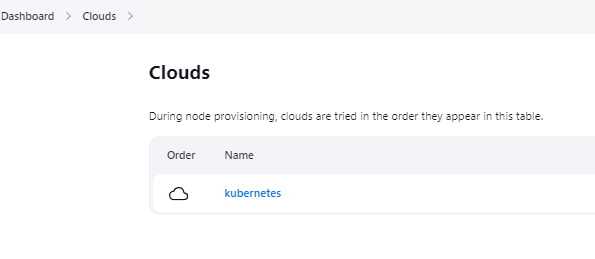 Dashboard > Clouds >
Clouds
During node provisioning, clouds are tried in the order they appear in this table.
Order Name
kubernetes